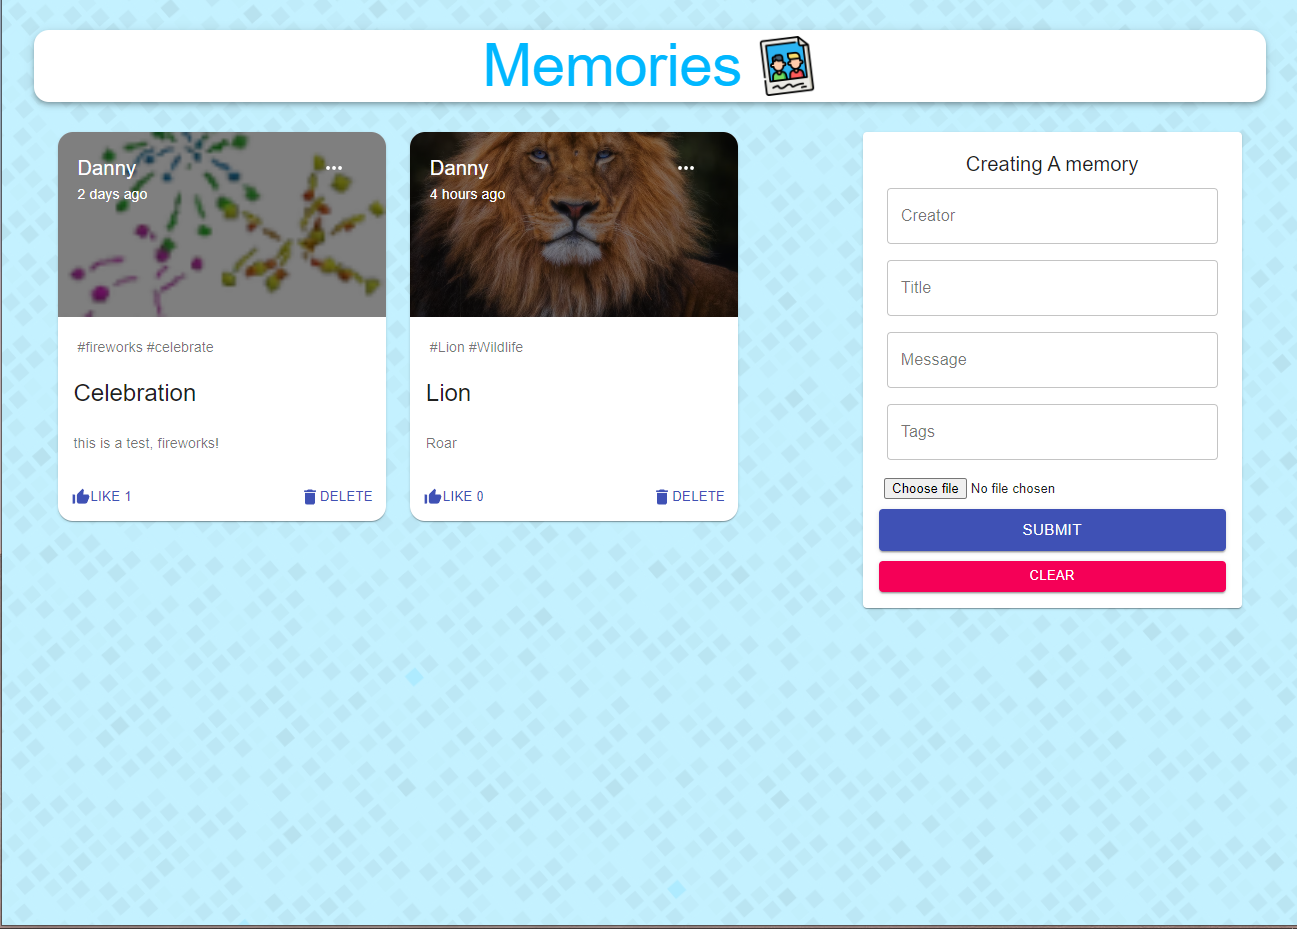 Memories
Danny
2 days ago
#fireworks #celebrate
Celebration
this is a test, fireworks!
LIKE 1
DELETE
Danny
4 hours ago
#Lion #Wildlife
Lion
Roar
LIKE 0
DELETE
Creating A memory
Creator
Title
Message
Tags
Choose file No file chosen
SUBMIT
CLEAR